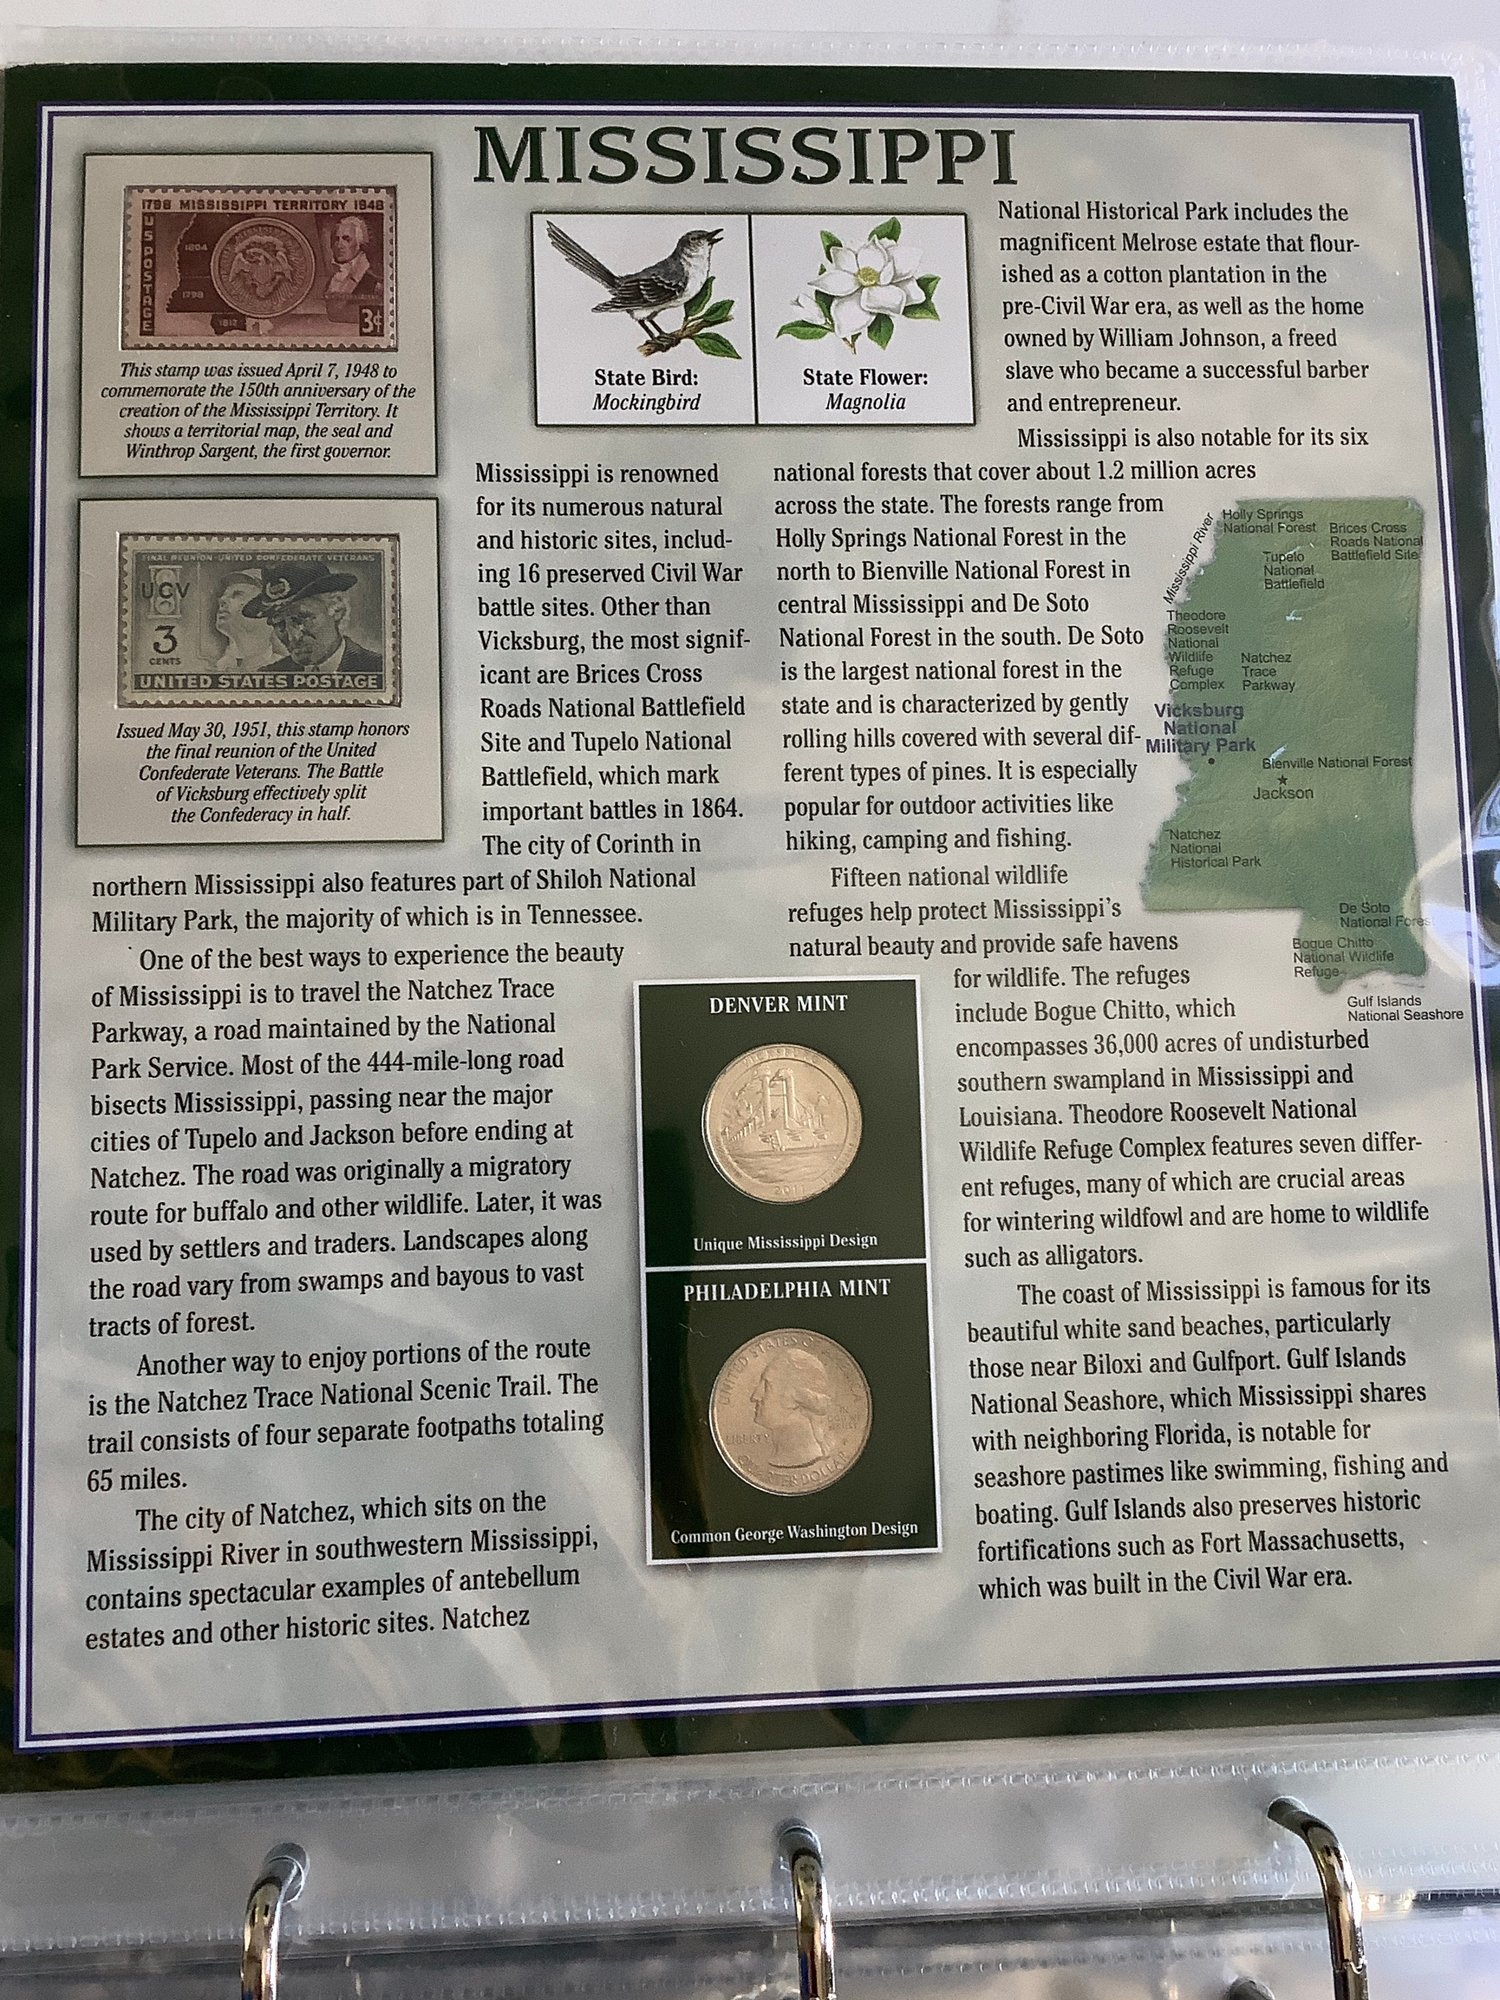 MISSISSIPPI
1798 MISSISSIPPI TERRITORY 1948
US POSTAGE
1804
1798
1812
3¢
This stamp was issued April 7, 1948 to
commemorate the 150th anniversary of the
creation of the Mississippi Territory. It
shows a territorial map, the seal and
Winthrop Sargent, the first governor.
FINAL REUNION·UNITED CONFEDERATE VETERANS
UCV
3
CENTS
UNITED STATES POSTAGE
Issued May 30, 1951, this stamp honors
the final reunion of the United
Confederate Veterans. The Battle
of Vicksburg effectively split
the Confederacy in half.
State Bird:
Mockingbird
State Flower:
Magnolia
Mississippi is renowned
for its numerous natural
and historic sites, includ-
ing 16 preserved Civil War
battle sites. Other than
Vicksburg, the most signif-
icant are Brices Cross
Roads National Battlefield
Site and Tupelo National
Battlefield, which mark
important battles in 1864.
The city of Corinth in
northern Mississippi also features part of Shiloh National
Military Park, the majority of which is in Tennessee.
One of the best ways to experience the beauty
of Mississippi is to travel the Natchez Trace
Parkway, a road maintained by the National
Park Service. Most of the 444-mile-long road
bisects Mississippi, passing near the major
cities of Tupelo and Jackson before ending at
Natchez. The road was originally a migratory
route for buffalo and other wildlife. Later, it was
used by settlers and traders. Landscapes along
the road vary from swamps and bayous to vast
tracts of forest.
Another way to enjoy portions of the route
is the Natchez Trace National Scenic Trail. The
trail consists of four separate footpaths totaling
65 miles.
The city of Natchez, which sits on the
Mississippi River in southwestern Mississippi,
contains spectacular examples of antebellum
estates and other historic sites. Natchez
National Historical Park includes the
magnificent Melrose estate that flour-
ished as a cotton plantation in the
pre-Civil War era, as well as the home
owned by William Johnson, a freed
slave who became a successful barber
and entrepreneur.
Mississippi is also notable for its six
national forests that cover about 1.2 million acres
across the state. The forests range from
Holly Springs National Forest in the
north to Bienville National Forest in
central Mississippi and De Soto
National Forest in the south. De Soto
is the largest national forest in the
state and is characterized by gently
rolling hills covered with several dif-
ferent types of pines. It is especially
popular for outdoor activities like
hiking, camping and fishing.
Fifteen national wildlife
refuges help protect Mississippi's
natural beauty and provide safe havens
for wildlife. The refuges
include Bogue Chitto, which
encompasses 36,000 acres of undisturbed
southern swampland in Mississippi and
Louisiana. Theodore Roosevelt National
Wildlife Refuge Complex features seven differ-
ent refuges, many of which are crucial areas
for wintering wildfowl and are home to wildlife
such as alligators.
The coast of Mississippi is famous for its
beautiful white sand beaches, particularly
those near Biloxi and Gulfport. Gulf Islands
National Seashore, which Mississippi shares
with neighboring Florida, is notable for
seashore pastimes like swimming, fishing and
boating. Gulf Islands also preserves historic
fortifications such as Fort Massachusetts,
which was built in the Civil War era.
Mississippi River
Holly Springs
National Forest
Brices Cross
Roads National
Battlefield Site
Tupelo
National
Battlefield
Theodore
Roosevelt
National
Wildlife
Refuge
Complex
Natchez
Trace
Parkway
Vicksburg
National
Military Park
Bienville National Forest
Jackson
Natchez
National
Historical Park
De Soto
National Forest
Bogue Chitto
National Wildlife
Refuge
Gulf Islands
National Seashore
DENVER MINT
VICKSBURG
2011
Unique Mississippi Design
PHILADELPHIA MINT
UNITED STATES OF AMERICA
LIBERTY
QUARTER DOLLAR
Common George Washington Design